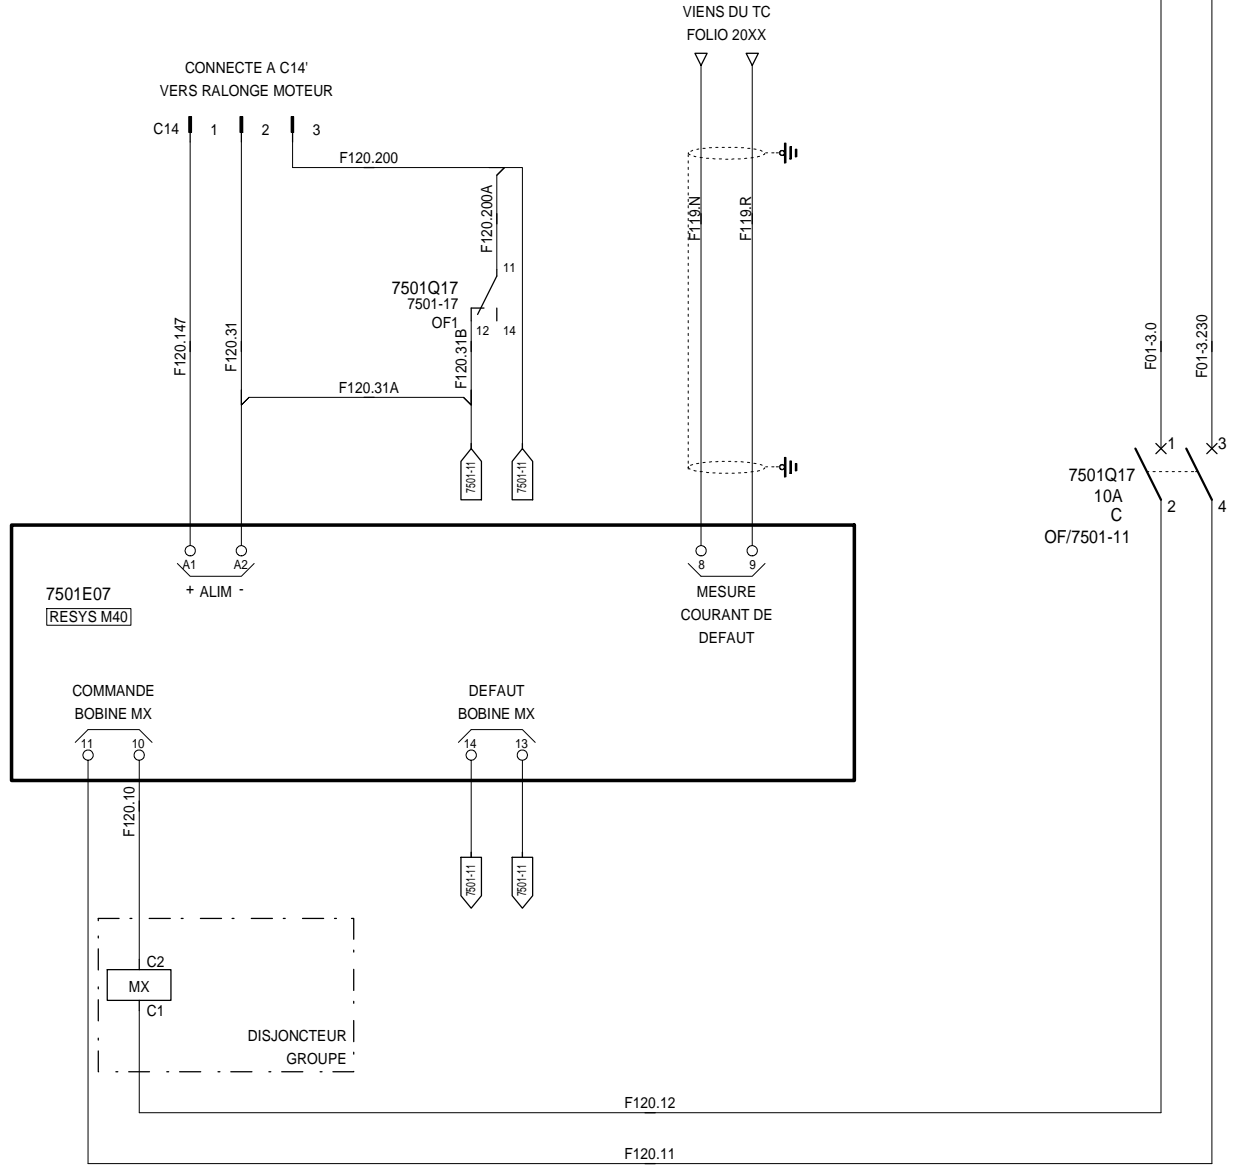 VIENS DU TC
FOLIO 20XX
CONNECTE A C14'
VERS RALONGE MOTEUR
C14 1 2 3
F120.200
F120.200A
F119.N
F119.R
11
7501Q17
7501-17
OF1
12 14
F120.147
F120.31
F120.31B
F120.31A
F01-3.0
F01-3.230
7501-11
7501-11
1 3
7501Q17
10A
C
OF/7501-11
2 4
A1 A2
+ ALIM -
8 9
MESURE
COURANT DE
DEFAUT
7501E07
RESYS M40
COMMANDE
BOBINE MX
11 10
DEFAUT
BOBINE MX
14 13
F120.10
7501-11
7501-11
C2
MX
C1
DISJONCTEUR
GROUPE
F120.12
F120.11